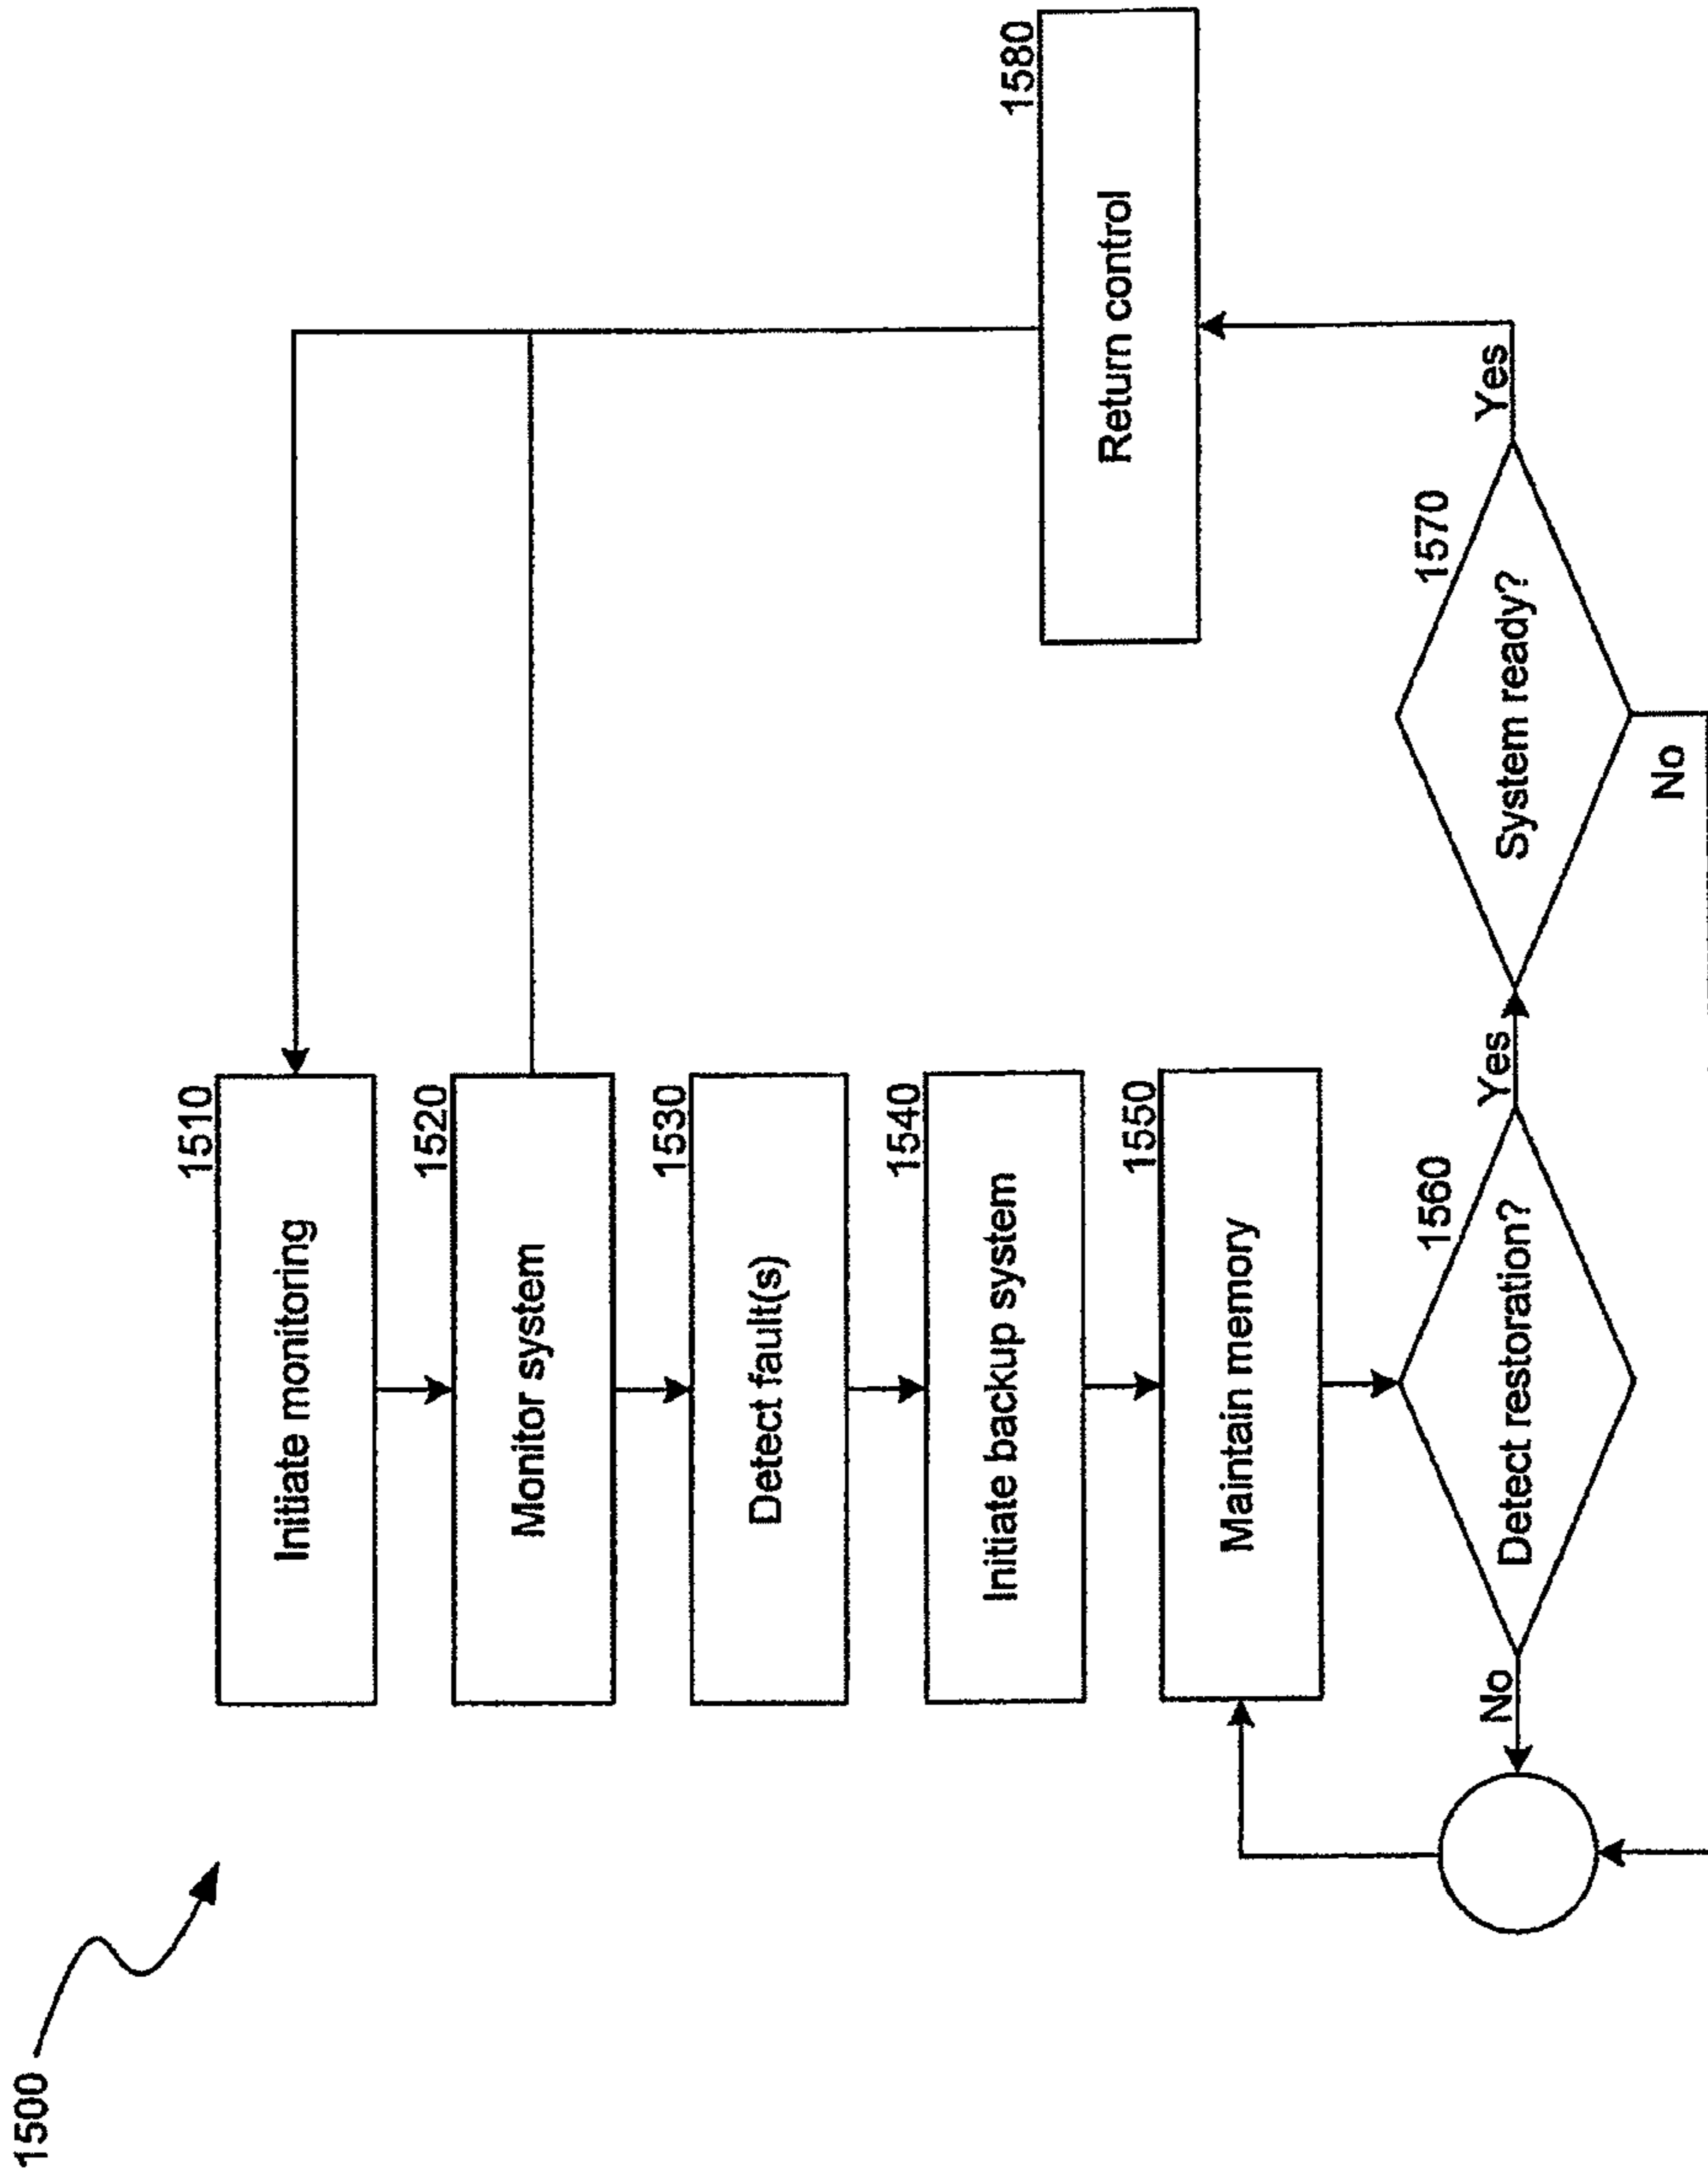 1500
1510
Initiate monitoring
1520
Monitor system
1530
Detect fault(s)
1540
Initiate backup system
1550
Maintain memory
1560
Detect restoration?
No
Yes
1570
System ready?
Yes
No
1580
Return control